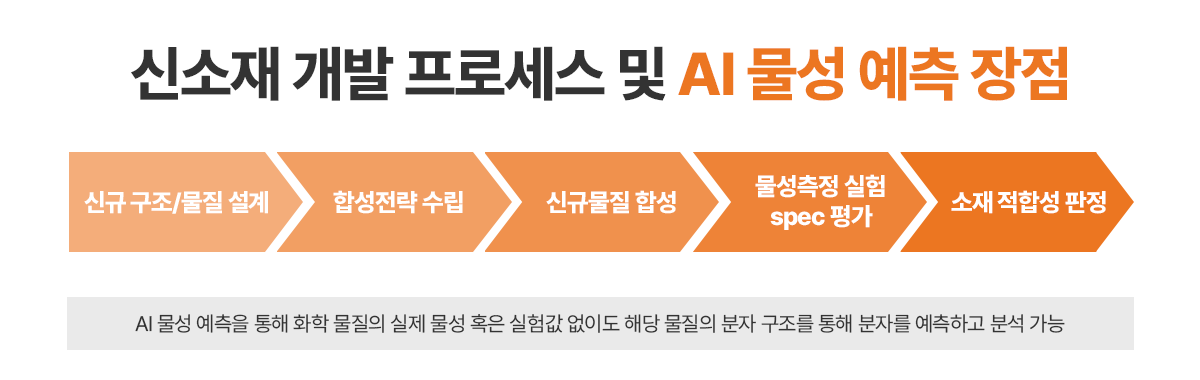 신소재 개발 프로세스 및 AI 물성 예측 장점
신규 구조/물질 설계
합성전략 수립
신규물질 합성
물성측정 실험
spec 평가
소재 적합성 판정
AI 물성 예측을 통해 화학 물질의 실제 물성 혹은 실험값 없이도 해당 물질의 분자 구조를 통해 분자를 예측하고 분석 가능